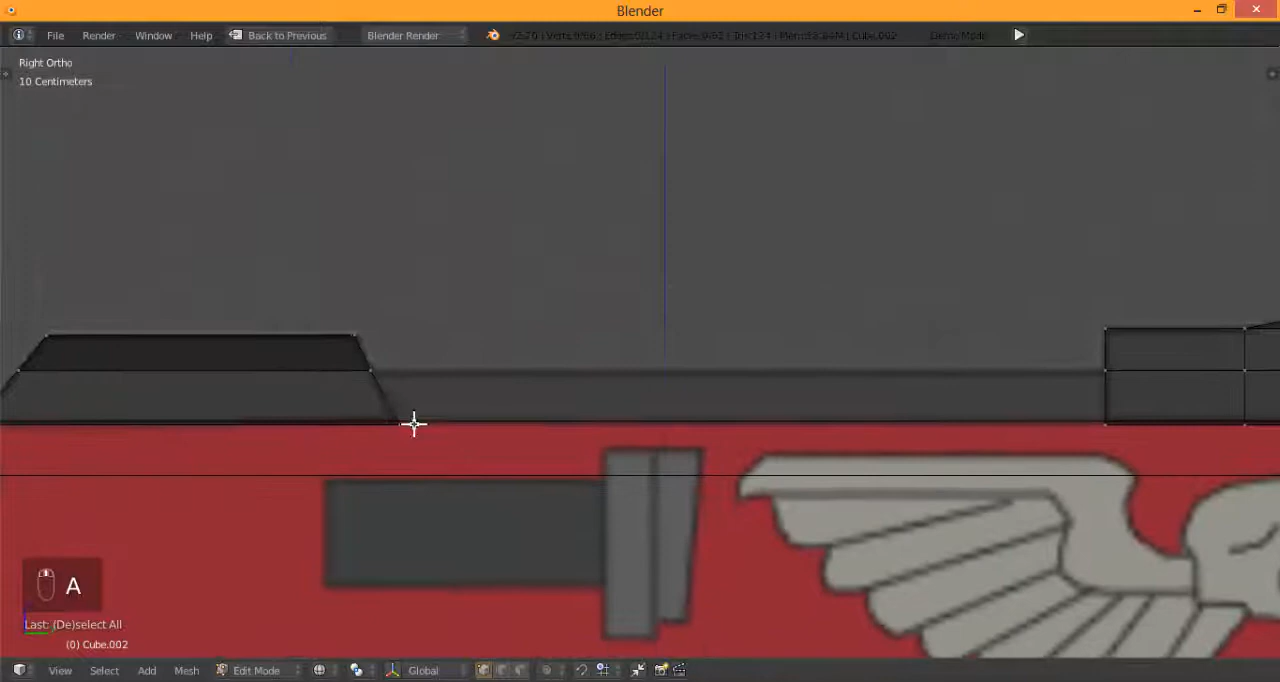 Blender
File Render Window Help Back to Previous Blender Render
Right Ortho
10 Centimeters
A
Last: (De)select All
(0) Cube.002
View Select Add Mesh Edit Mode Global